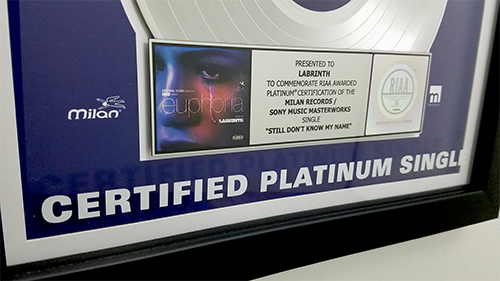 PRESENTED TO
LABRINTH
TO COMMEMORATE RIAA AWARDED
PLATINUM® CERTIFICATION OF THE
MILAN RECORDS /
SONY MUSIC MASTERWORKS
SINGLE
"STILL DON'T KNOW MY NAME"
euphoria
LABRINTH
RIAA
milan
m
CERTIFIED PLATINUM SINGLE